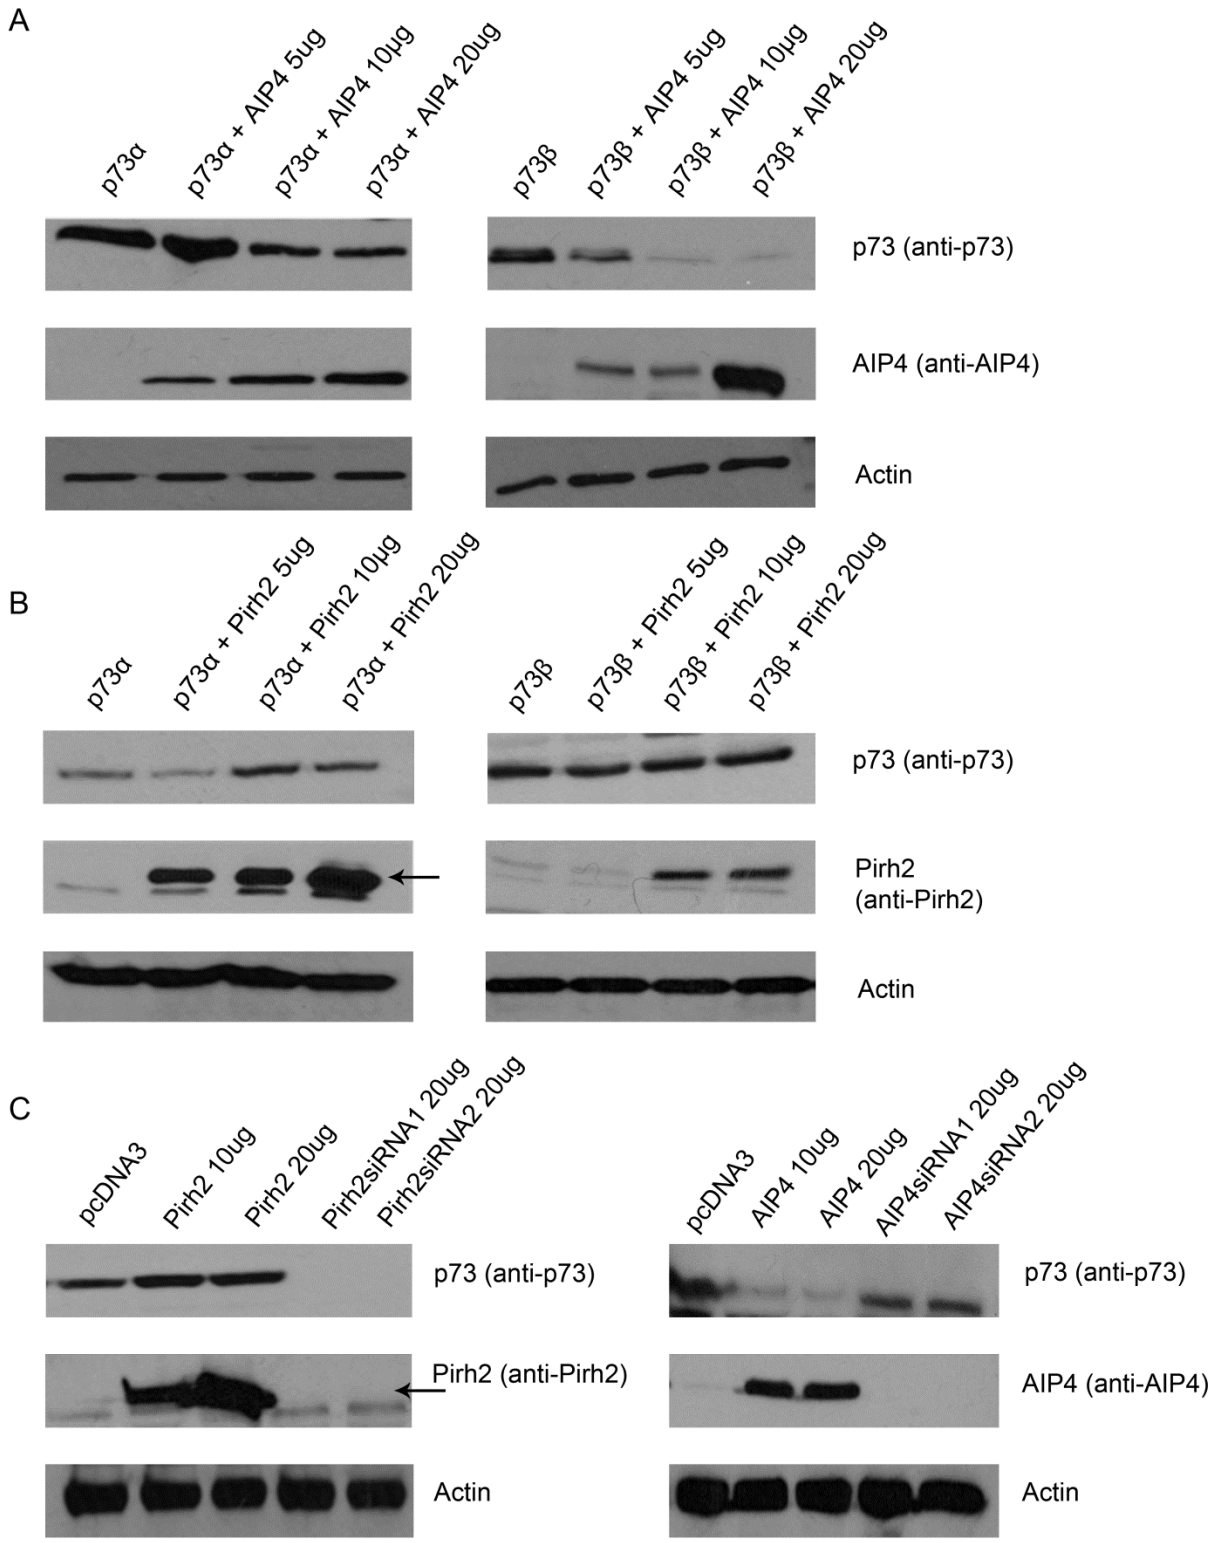 A
p73α
p73α + AIP4 5ug
p73α + AIP4 10µg
p73α + AIP4 20ug
p73β
p73β + AIP4 5ug
p73β + AIP4 10µg
p73β + AIP4 20ug
p73 (anti-p73)
AIP4 (anti-AIP4)
Actin
B
p73α
p73α + Pirh2 5ug
p73α + Pirh2 10µg
p73α + Pirh2 20ug
p73β
p73β + Pirh2 5ug
p73β + Pirh2 10µg
p73β + Pirh2 20ug
p73 (anti-p73)
Pirh2
(anti-Pirh2)
Actin
C
pcDNA3
Pirh2 10ug
Pirh2 20ug
Pirh2siRNA1 20ug
Pirh2siRNA2 20ug
p73 (anti-p73)
Pirh2 (anti-Pirh2)
Actin
pcDNA3
AIP4 10ug
AIP4 20ug
AIP4siRNA1 20ug
AIP4siRNA2 20ug
p73 (anti-p73)
AIP4 (anti-AIP4)
Actin